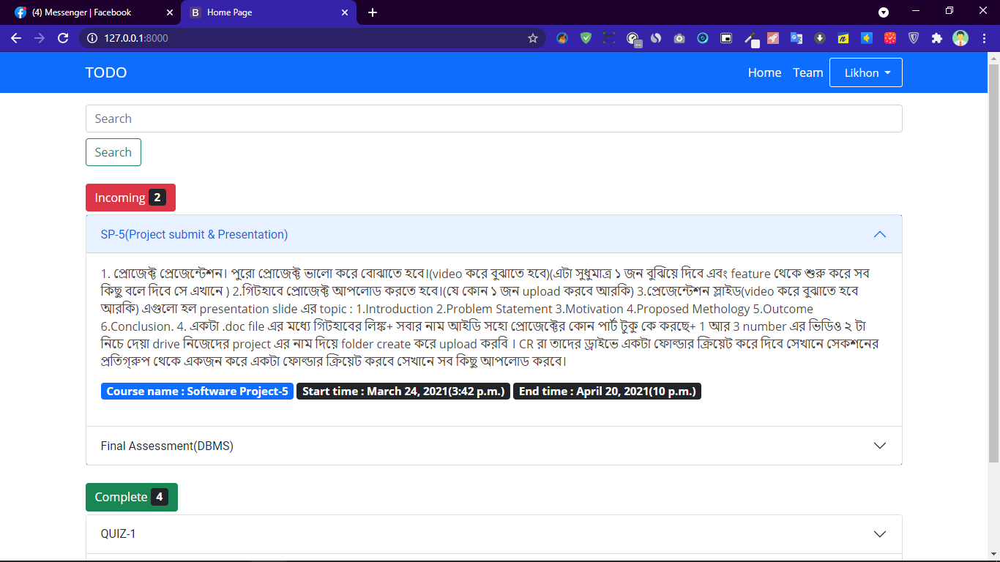 (4) Messenger | Facebook
Home Page
127.0.0.1:8000
TODO
Home
Team
Likhon
Search
Search
Incoming 2
SP-5(Project submit & Presentation)
1. প্রোজেক্ট প্রেজেন্টেশন। পুরো প্রোজেক্ট ভালো করে বোঝাতে হবে।(video করে বুঝাতে হবে)(এটা সুধুমাত্র ১ জন বুঝিয়ে দিবে এবং feature থেকে শুরু করে সব
কিছু বলে দিবে সে এখানে ) 2.গিটহাবে প্রোজেক্ট আপলোড করতে হবে।(যে কোন ১ জন upload করবে আরকি) 3.প্রেজেন্টেশন স্লাইড(video করে বুঝাতে হবে
আরকি) এগুলো হল presentation slide এর topic : 1.Introduction 2.Problem Statement 3.Motivation 4.Proposed Methology 5.Outcome
6.Conclusion. 4. একটা .doc file এর মধ্যে গিটহাবের লিঙ্ক+ সবার নাম আইডি সহো প্রোজেক্টের কোন পার্ট টুকু কে করছে+ 1 আর 3 number এর ভিডিও ২ টা
নিচে দেয়া drive নিজেদের project এর নাম দিয়ে folder create করে upload করবি । CR রা তাদের ড্রাইভে একটা ফোল্ডার ক্রিয়েট করে দিবে সেখানে সেকশনের
প্রতিগ্রুপ থেকে একজন করে একটা ফোল্ডার ক্রিয়েট করবে সেখানে সব কিছু আপলোড করবে।
Course name : Software Project-5 Start time : March 24, 2021(3:42 p.m.) End time : April 20, 2021(10 p.m.)
Final Assessment(DBMS)
Complete 4
QUIZ-1